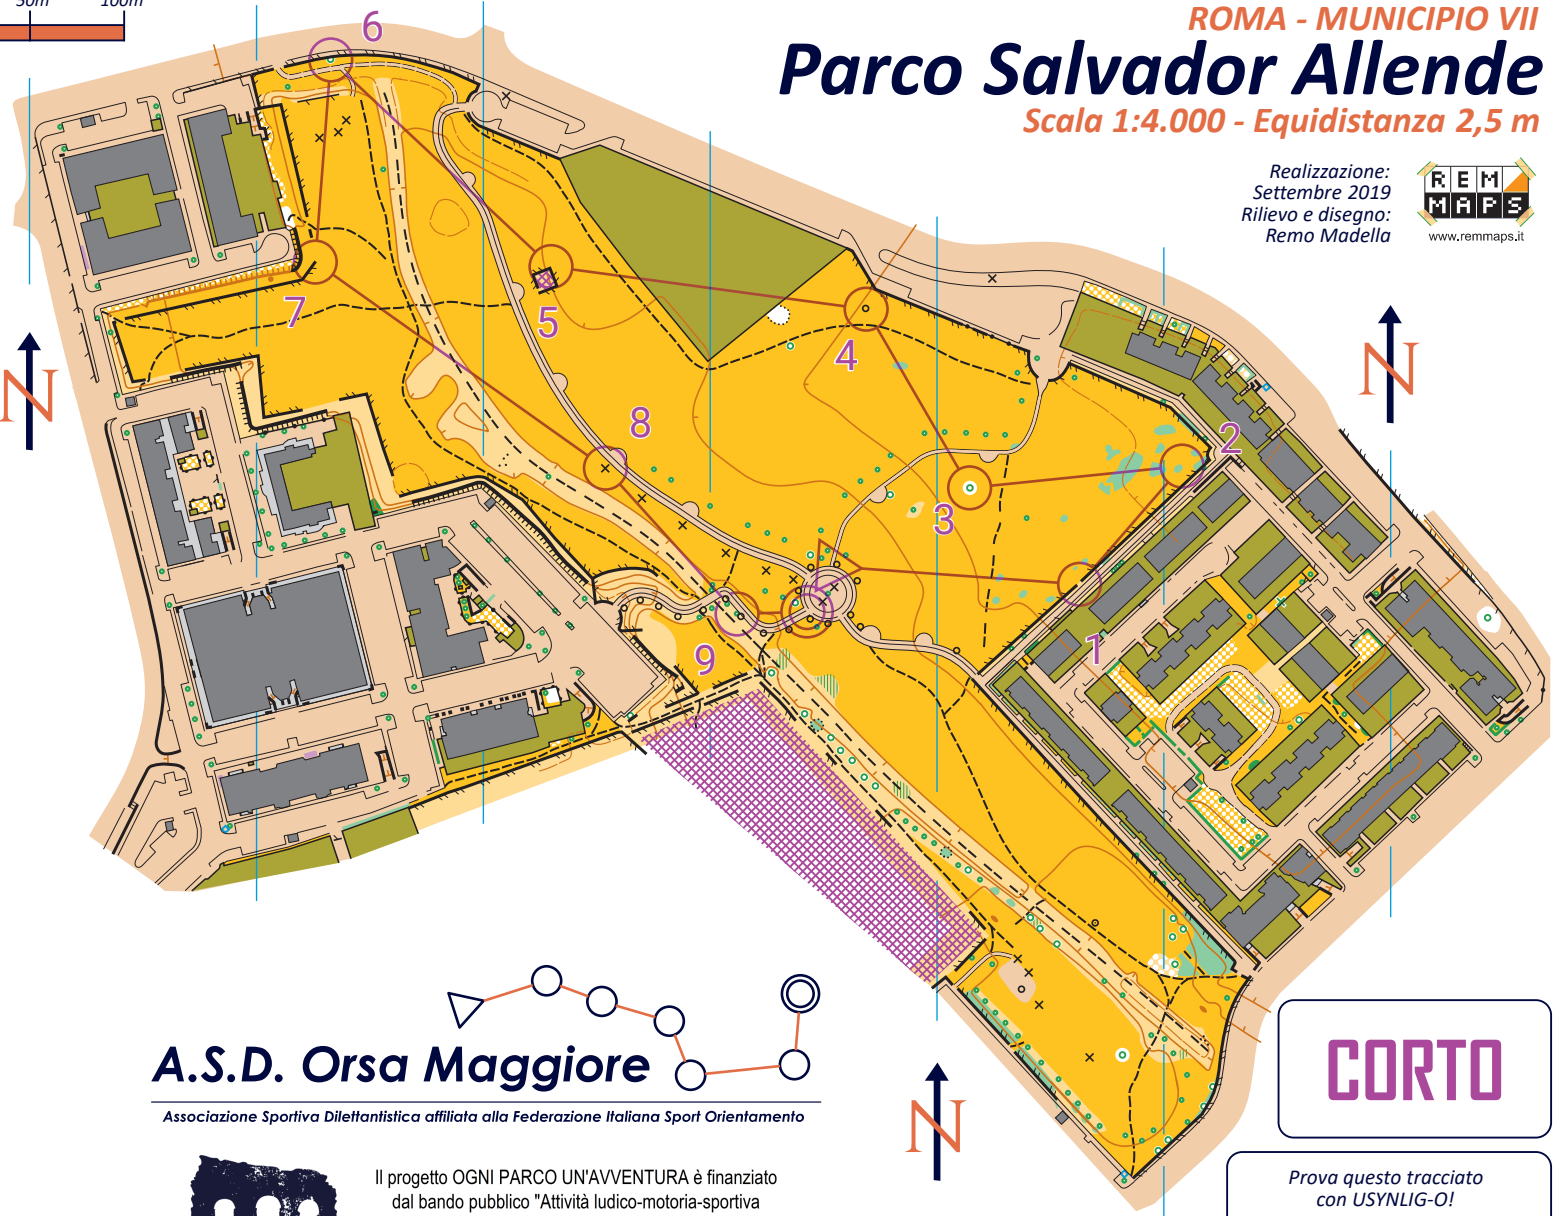 50m 100m
ROMA - MUNICIPIO VII
Parco Salvador Allende
Scala 1:4.000 - Equidistanza 2,5 m
Realizzazione:
Settembre 2019
Rilievo e disegno:
Remo Madella
REM
MAPS
www.remmaps.it
6
7
5
4
8
2
3
1
9
N
N
N
A.S.D. Orsa Maggiore
Associazione Sportiva Dilettantistica affiliata alla Federazione Italiana Sport Orientamento
Il progetto OGNI PARCO UN'AVVENTURA è finanziato
dal bando pubblico "Attività ludico-motoria-sportiva
CORTO
Prova questo tracciato
con USYNLIG-O!